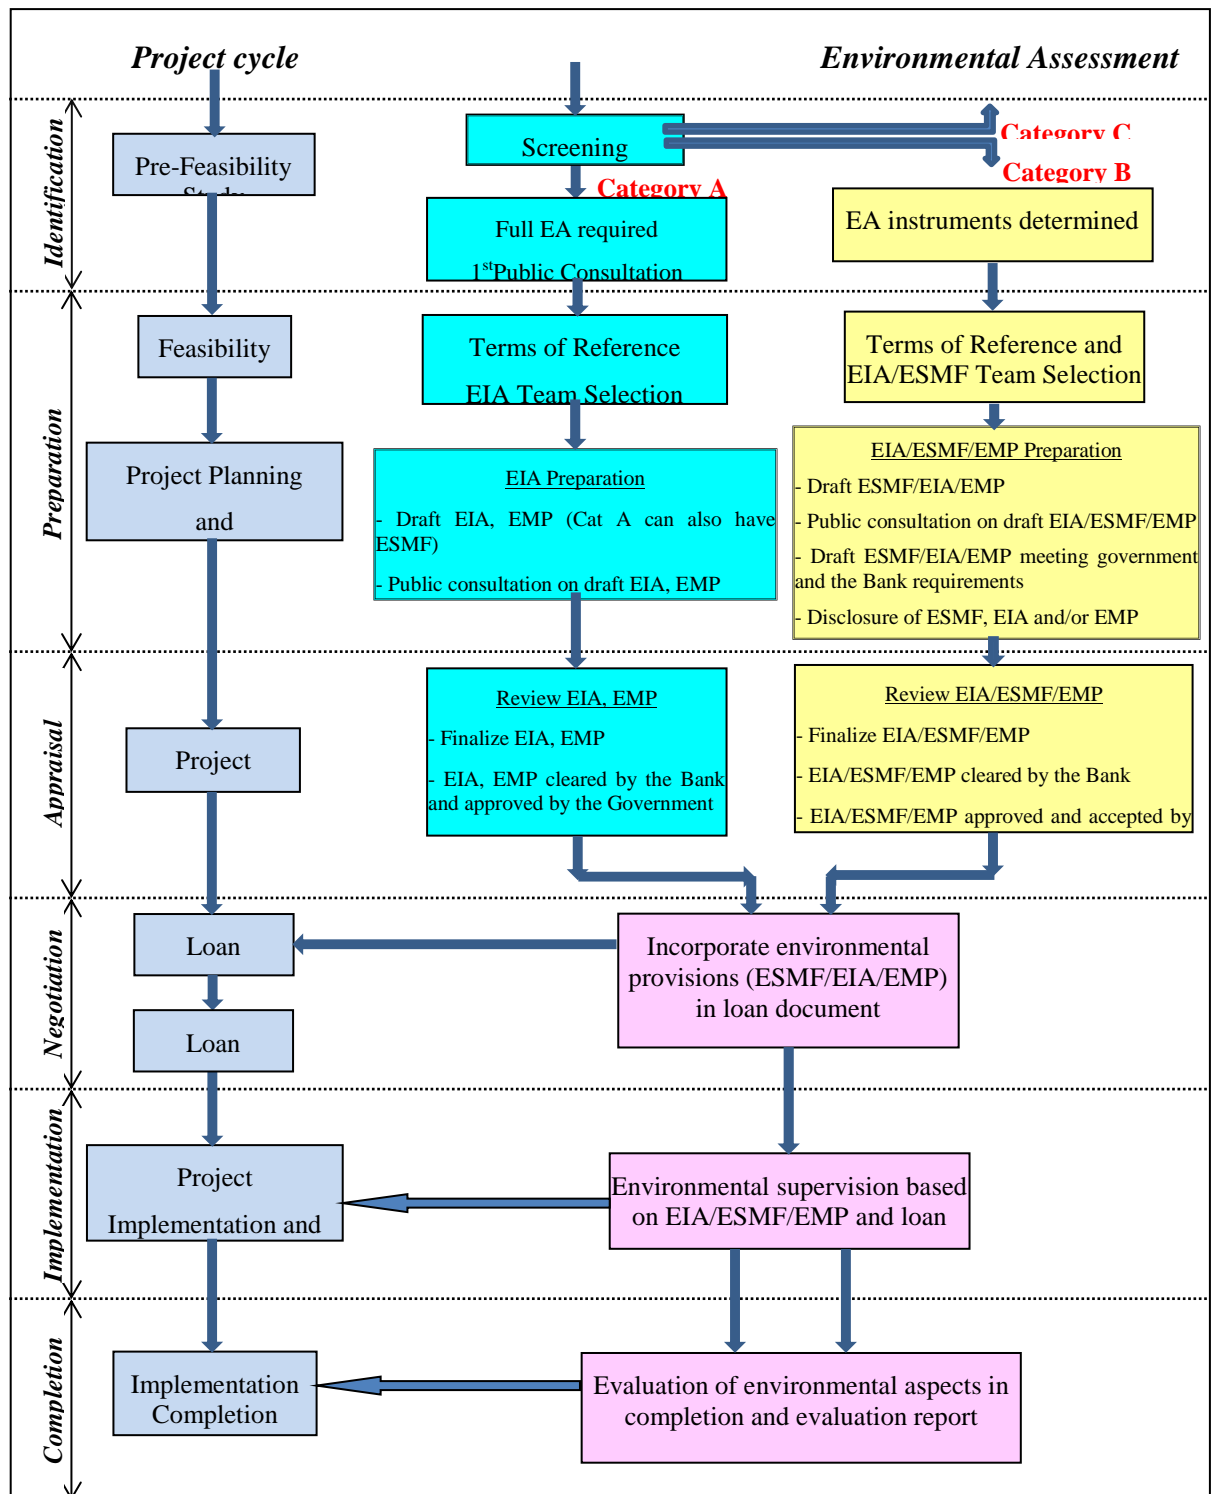 Project cycle
Environmental Assessment
Identification
Pre-Feasibility
Study
Screening
Category C
Category B
Category A
Full EA required
1st Public Consultation
EA instruments determined
Preparation
Feasibility
Terms of Reference
EIA Team Selection
Terms of Reference and
EIA/ESMF Team Selection
Project Planning
and
EIA Preparation
- Draft EIA, EMP (Cat A can also have
ESMF)
- Public consultation on draft EIA, EMP
EIA/ESMF/EMP Preparation
- Draft ESMF/EIA/EMP
- Public consultation on draft EIA/ESMF/EMP
- Draft ESMF/EIA/EMP meeting government
and the Bank requirements
- Disclosure of ESMF, EIA and/or EMP
Appraisal
Project
Review EIA, EMP
- Finalize EIA, EMP
- EIA, EMP cleared by the Bank
and approved by the Government
Review EIA/ESMF/EMP
- Finalize EIA/ESMF/EMP
- EIA/ESMF/EMP cleared by the Bank
- EIA/ESMF/EMP approved and accepted by
Negotiation
Loan
Loan
Incorporate environmental
provisions (ESMF/EIA/EMP)
in loan document
Implementation
Project
Implementation and
Environmental supervision based
on EIA/ESMF/EMP and loan
Completion
Implementation
Completion
Evaluation of environmental aspects in
completion and evaluation report